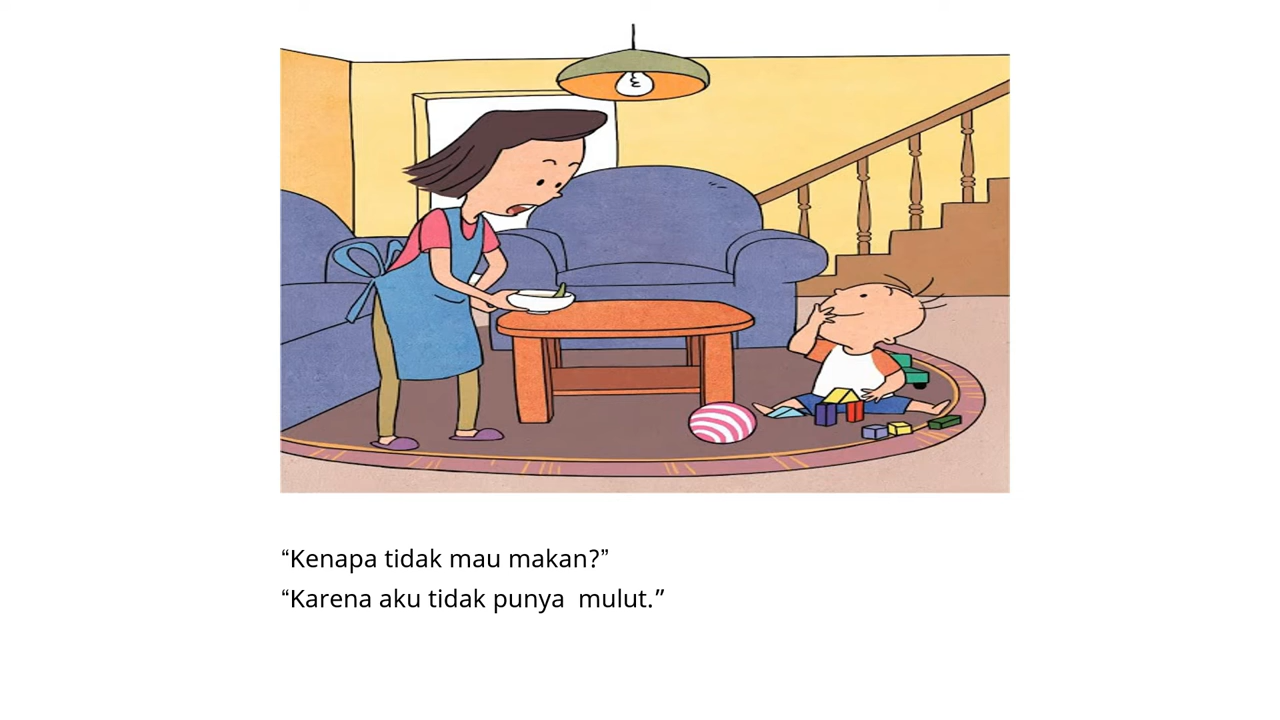 “Kenapa tidak mau makan?”
“Karena aku tidak punya  mulut.”